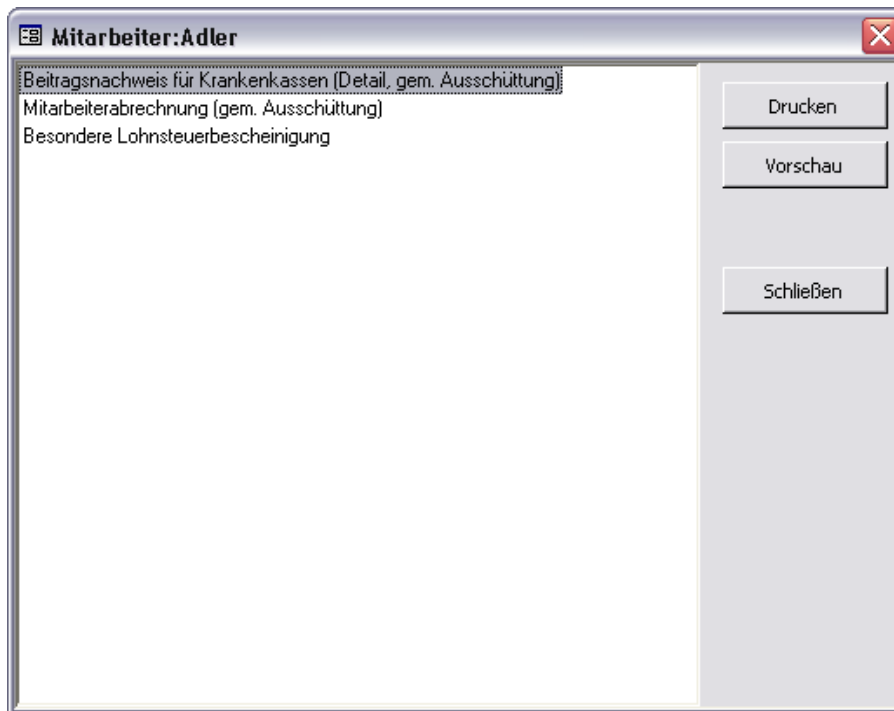 Mitarbeiter:Adler
Beitragsnachweis für Krankenkassen (Detail, gem. Ausschüttung)
Mitarbeiterabrechnung (gem. Ausschüttung)
Besondere Lohnsteuerbescheinigung
Drucken
Vorschau
Schließen